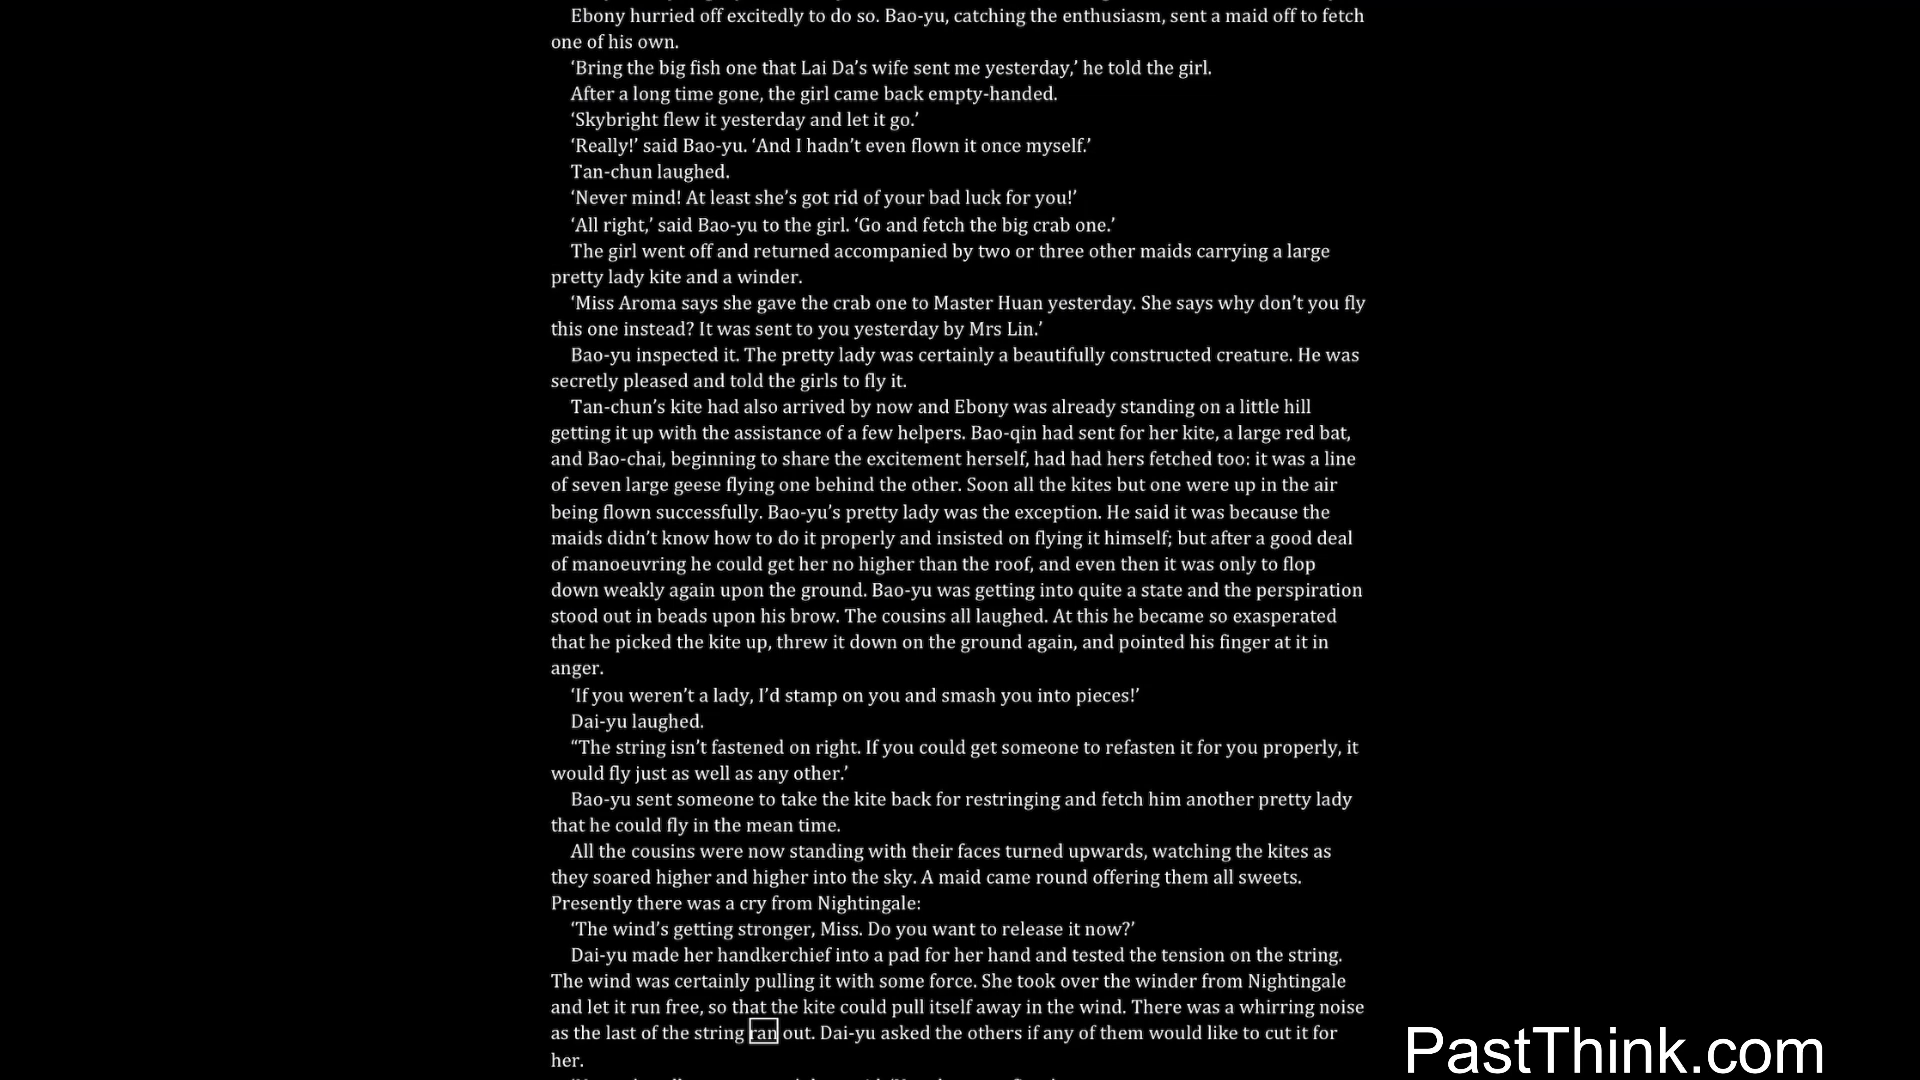 Ebony hurried off excitedly to do so. Bao-yu, catching the enthusiasm, sent a maid off to fetch
one of his own.
‘Bring the big fish one that Lai Da’s wife sent me yesterday,’ he told the girl.
After a long time gone, the girl came back empty-handed.
‘Skybright flew it yesterday and let it go.’
‘Really!’ said Bao-yu. ‘And I hadn’t even flown it once myself.’
Tan-chun laughed.
‘Never mind! At least she’s got rid of your bad luck for you!’
‘All right,’ said Bao-yu to the girl. ‘Go and fetch the big crab one.’
The girl went off and returned accompanied by two or three other maids carrying a large
pretty lady kite and a winder.
‘Miss Aroma says she gave the crab one to Master Huan yesterday. She says why don’t you fly
this one instead? It was sent to you yesterday by Mrs Lin.’
Bao-yu inspected it. The pretty lady was certainly a beautifully constructed creature. He was
secretly pleased and told the girls to fly it.
Tan-chun’s kite had also arrived by now and Ebony was already standing on a little hill
getting it up with the assistance of a few helpers. Bao-qin had sent for her kite, a large red bat,
and Bao-chai, beginning to share the excitement herself, had had hers fetched too: it was a line
of seven large geese flying one behind the other. Soon all the kites but one were up in the air
being flown successfully. Bao-yu’s pretty lady was the exception. He said it was because the
maids didn’t know how to do it properly and insisted on flying it himself; but after a good deal
of manoeuvring he could get her no higher than the roof, and even then it was only to flop
down weakly again upon the ground. Bao-yu was getting into quite a state and the perspiration
stood out in beads upon his brow. The cousins all laughed. At this he became so exasperated
that he picked the kite up, threw it down on the ground again, and pointed his finger at it in
anger.
‘If you weren’t a lady, I’d stamp on you and smash you into pieces!’
Dai-yu laughed.
“The string isn’t fastened on right. If you could get someone to refasten it for you properly, it
would fly just as well as any other.’
Bao-yu sent someone to take the kite back for restringing and fetch him another pretty lady
that he could fly in the mean time.
All the cousins were now standing with their faces turned upwards, watching the kites as
they soared higher and higher into the sky. A maid came round offering them all sweets.
Presently there was a cry from Nightingale:
‘The wind’s getting stronger, Miss. Do you want to release it now?’
Dai-yu made her handkerchief into a pad for her hand and tested the tension on the string.
The wind was certainly pulling it with some force. She took over the winder from Nightingale
and let it run free, so that the kite could pull itself away in the wind. There was a whirring noise
as the last of the string ran out. Dai-yu asked the others if any of them would like to cut it for
her.
PastThink.com